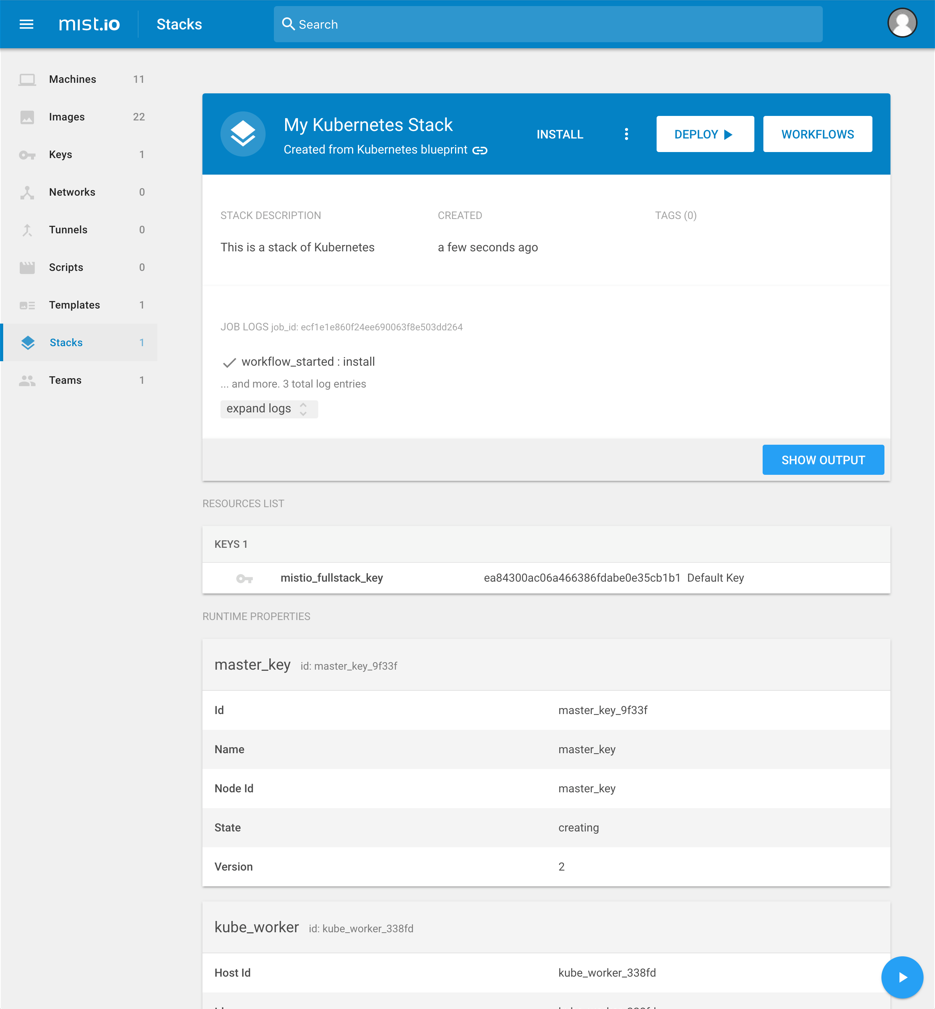 mist.io Stacks Search
Machines 11
Images 22
Keys 1
Networks 0
Tunnels 0
Scripts 0
Templates 1
Stacks 1
Teams 1
My Kubernetes Stack
Created from Kubernetes blueprint
INSTALL
DEPLOY
WORKFLOWS
STACK DESCRIPTION CREATED TAGS (0)
This is a stack of Kubernetes a few seconds ago
JOB LOGS job_id: ecf1e1e860f24ee690063f8e503dd264
workflow_started : install
... and more. 3 total log entries
expand logs
SHOW OUTPUT
RESOURCES LIST
KEYS 1
mistio_fullstack_key ea84300ac06a466386fdabe0e35cb1b1 Default Key
RUNTIME PROPERTIES
master_key id: master_key_9f33f
Id master_key_9f33f
Name master_key
Node Id master_key
State creating
Version 2
kube_worker id: kube_worker_338fd
Host Id kube_worker_338fd